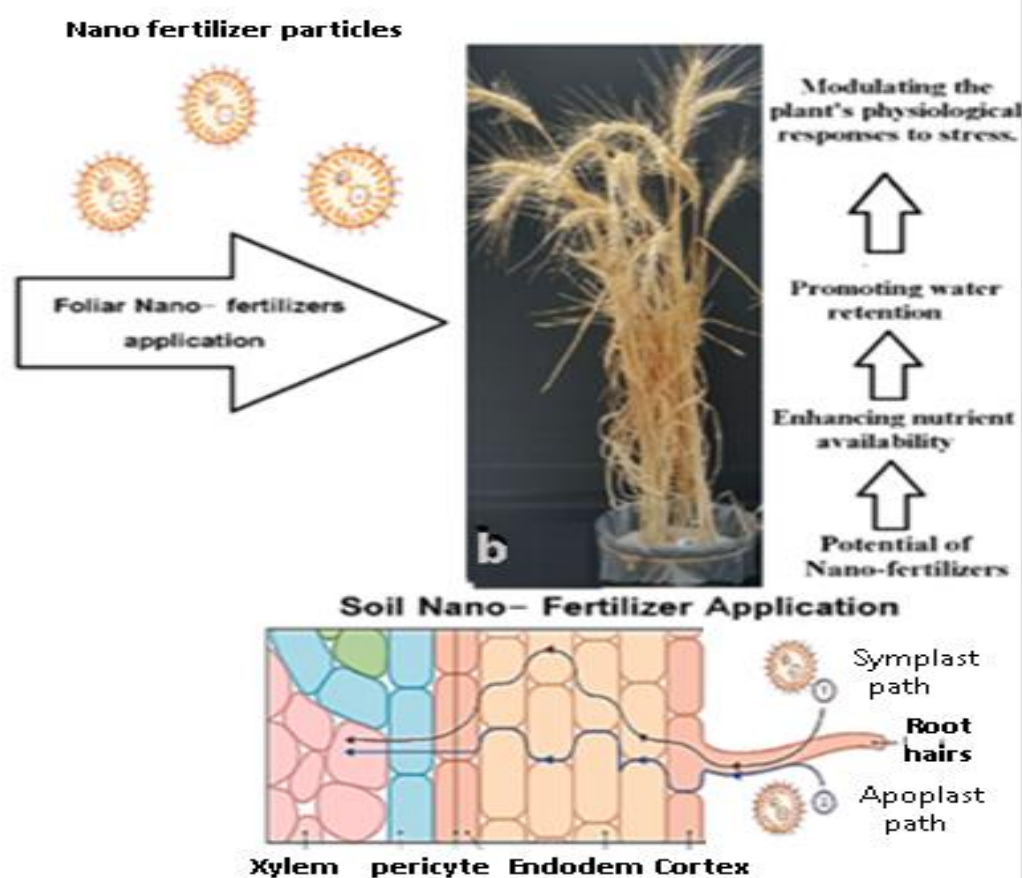 Nano fertilizer particles
Foliar Nano- fertilizers
application
b
Modulating the
plant's physiological
responses to stress.
Promoting water
retention
Enhancing nutrient
availability
Potential of
Nano-fertilizers
Soil Nano- Fertilizer Application
1
Symplast
path
Root
hairs
2
Apoplast
path
Xylem pericyte Endodem Cortex